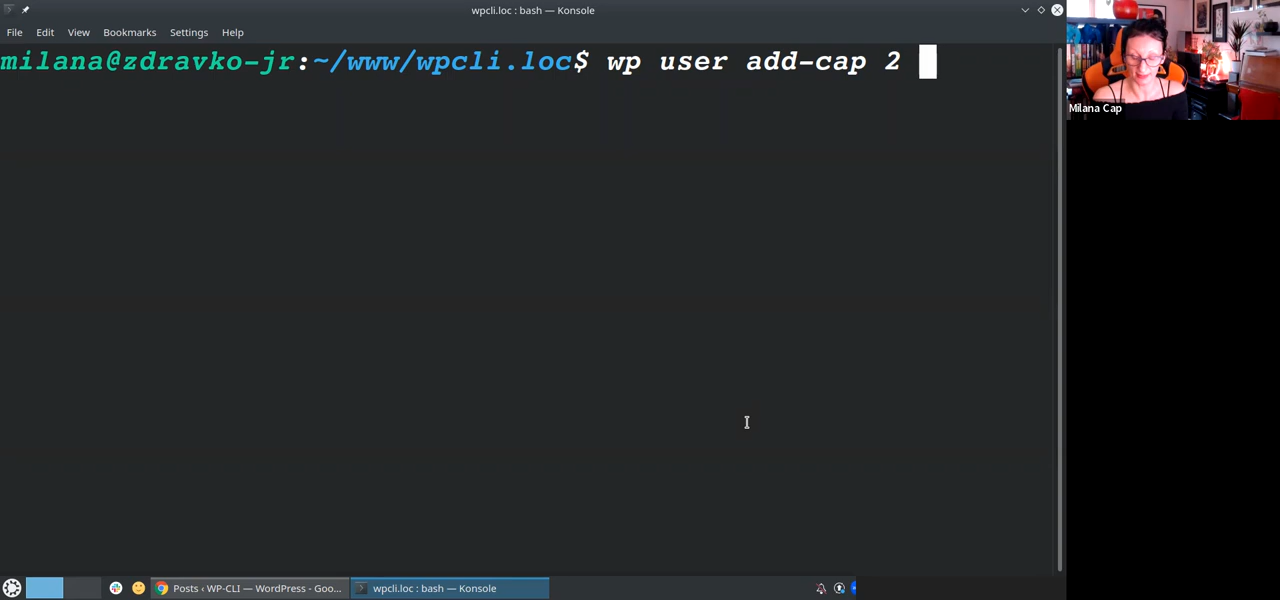 wpcli.loc : bash — Konsole
File Edit View Bookmarks Settings Help
milana@zdravko-jr:~/www/wpcli.loc$ wp user add-cap 2
Milana Cap
Posts ‹ WP-CLI — WordPress - Goo...
wpcli.loc : bash — Konsole